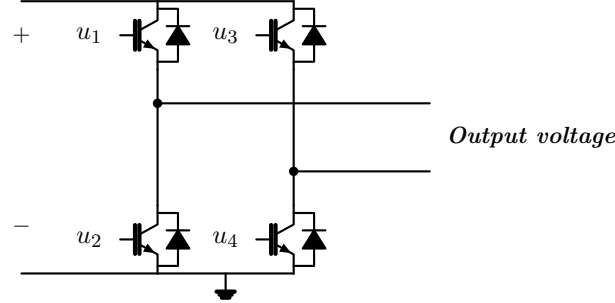 + u₁ u₃
Output voltage
− u₂ u₄